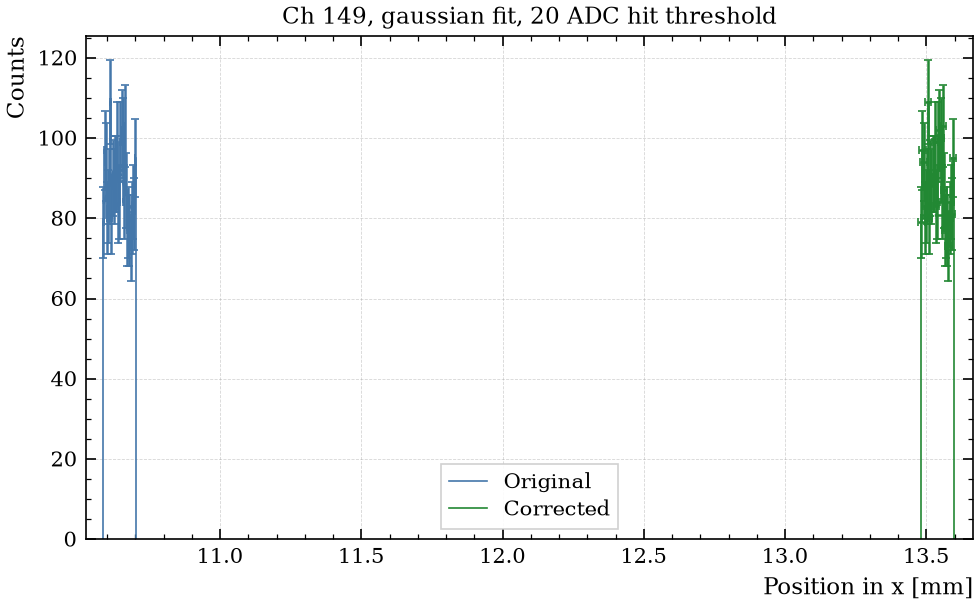 Ch 149, gaussian fit, 20 ADC hit threshold
Counts
120
100
80
60
40
20
0
Original
Corrected
11.0 11.5 12.0 12.5 13.0 13.5
Position in x [mm]